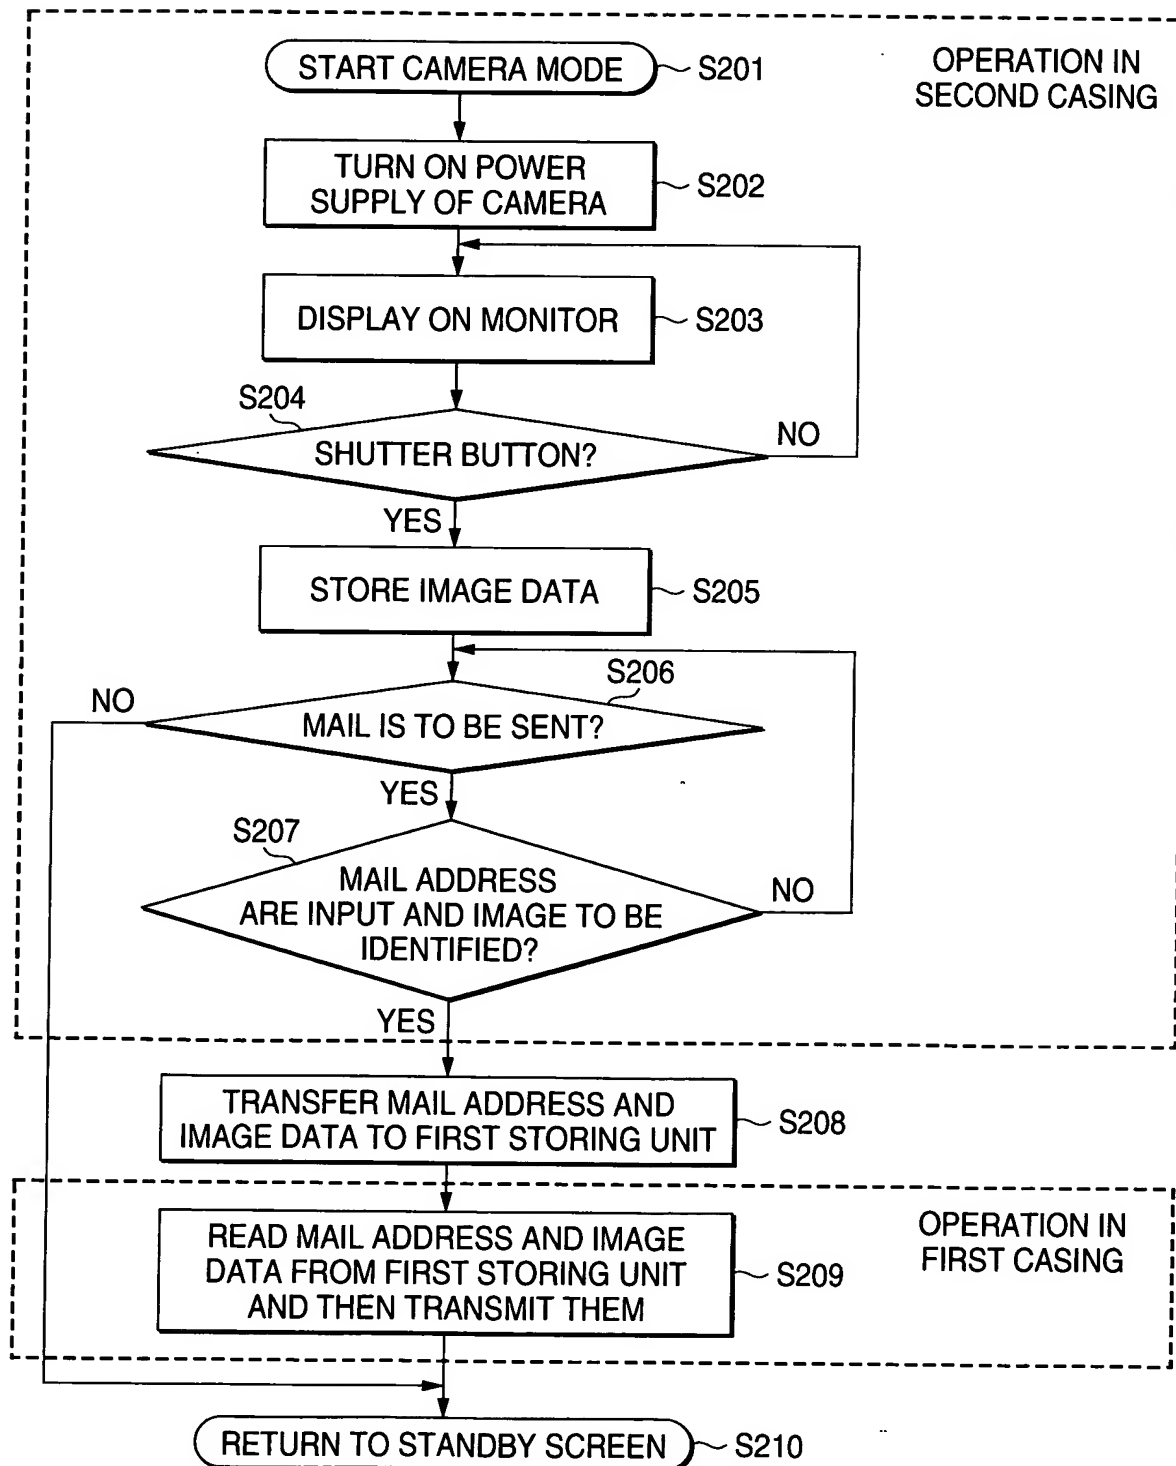 START CAMERA MODE
S201
OPERATION IN
SECOND CASING
TURN ON POWER
SUPPLY OF CAMERA
S202
DISPLAY ON MONITOR
S203
S204
SHUTTER BUTTON?
NO
YES
STORE IMAGE DATA
S205
S206
NO
MAIL IS TO BE SENT?
YES
S207
MAIL ADDRESS
ARE INPUT AND IMAGE TO BE
IDENTIFIED?
NO
YES
TRANSFER MAIL ADDRESS AND
IMAGE DATA TO FIRST STORING UNIT
S208
READ MAIL ADDRESS AND IMAGE
DATA FROM FIRST STORING UNIT
AND THEN TRANSMIT THEM
S209
OPERATION IN
FIRST CASING
RETURN TO STANDBY SCREEN
S210